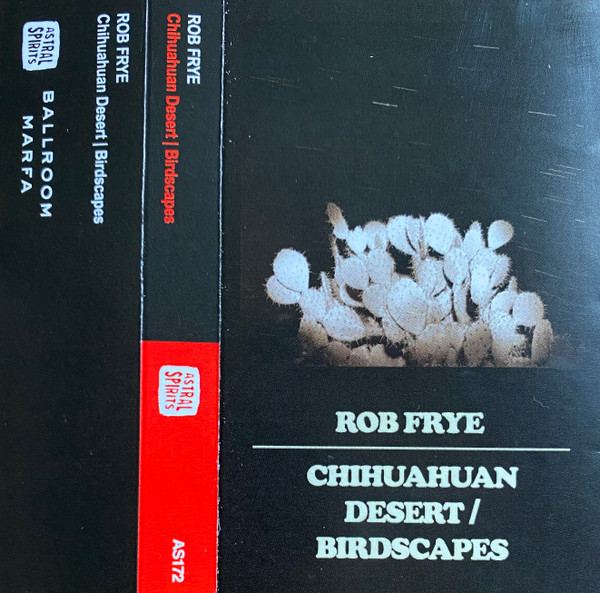 ASTRAL
SPIRITS
BALLROOM
MARFA
ROB FRYE
Chihuahuan Desert | Birdscapes
ROB FRYE
Chihuahuan Desert | Birdscapes
ASTRAL
SPIRITS
AS172
ROB FRYE
CHIHUAHUAN
DESERT /
BIRDSCAPES